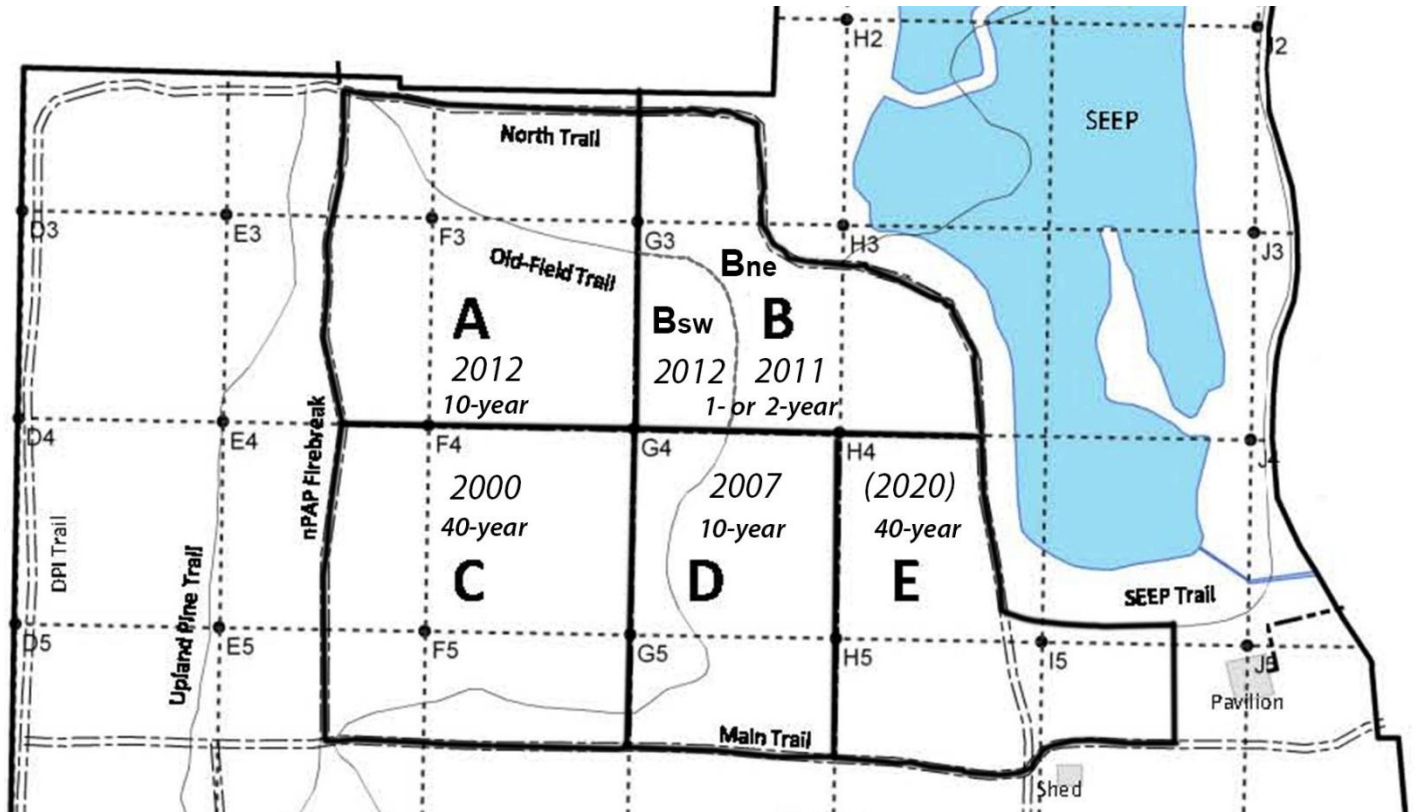 H2
J2
SEEP
North Trail
D3
E3
F3
G3
H3
J3
Old-Field Trail
Bne
A
Bsw
B
2012
2012
2011
10-year
1- or 2-year
D4
E4
F4
G4
H4
J4
nPAP Firebreak
2000
2007
(2020)
40-year
10-year
40-year
DPI Trail
Upland Pine Trail
C
D
E
SEEP Trail
D5
E5
F5
G5
H5
I5
J5
Pavilion
Main Trail
Shed